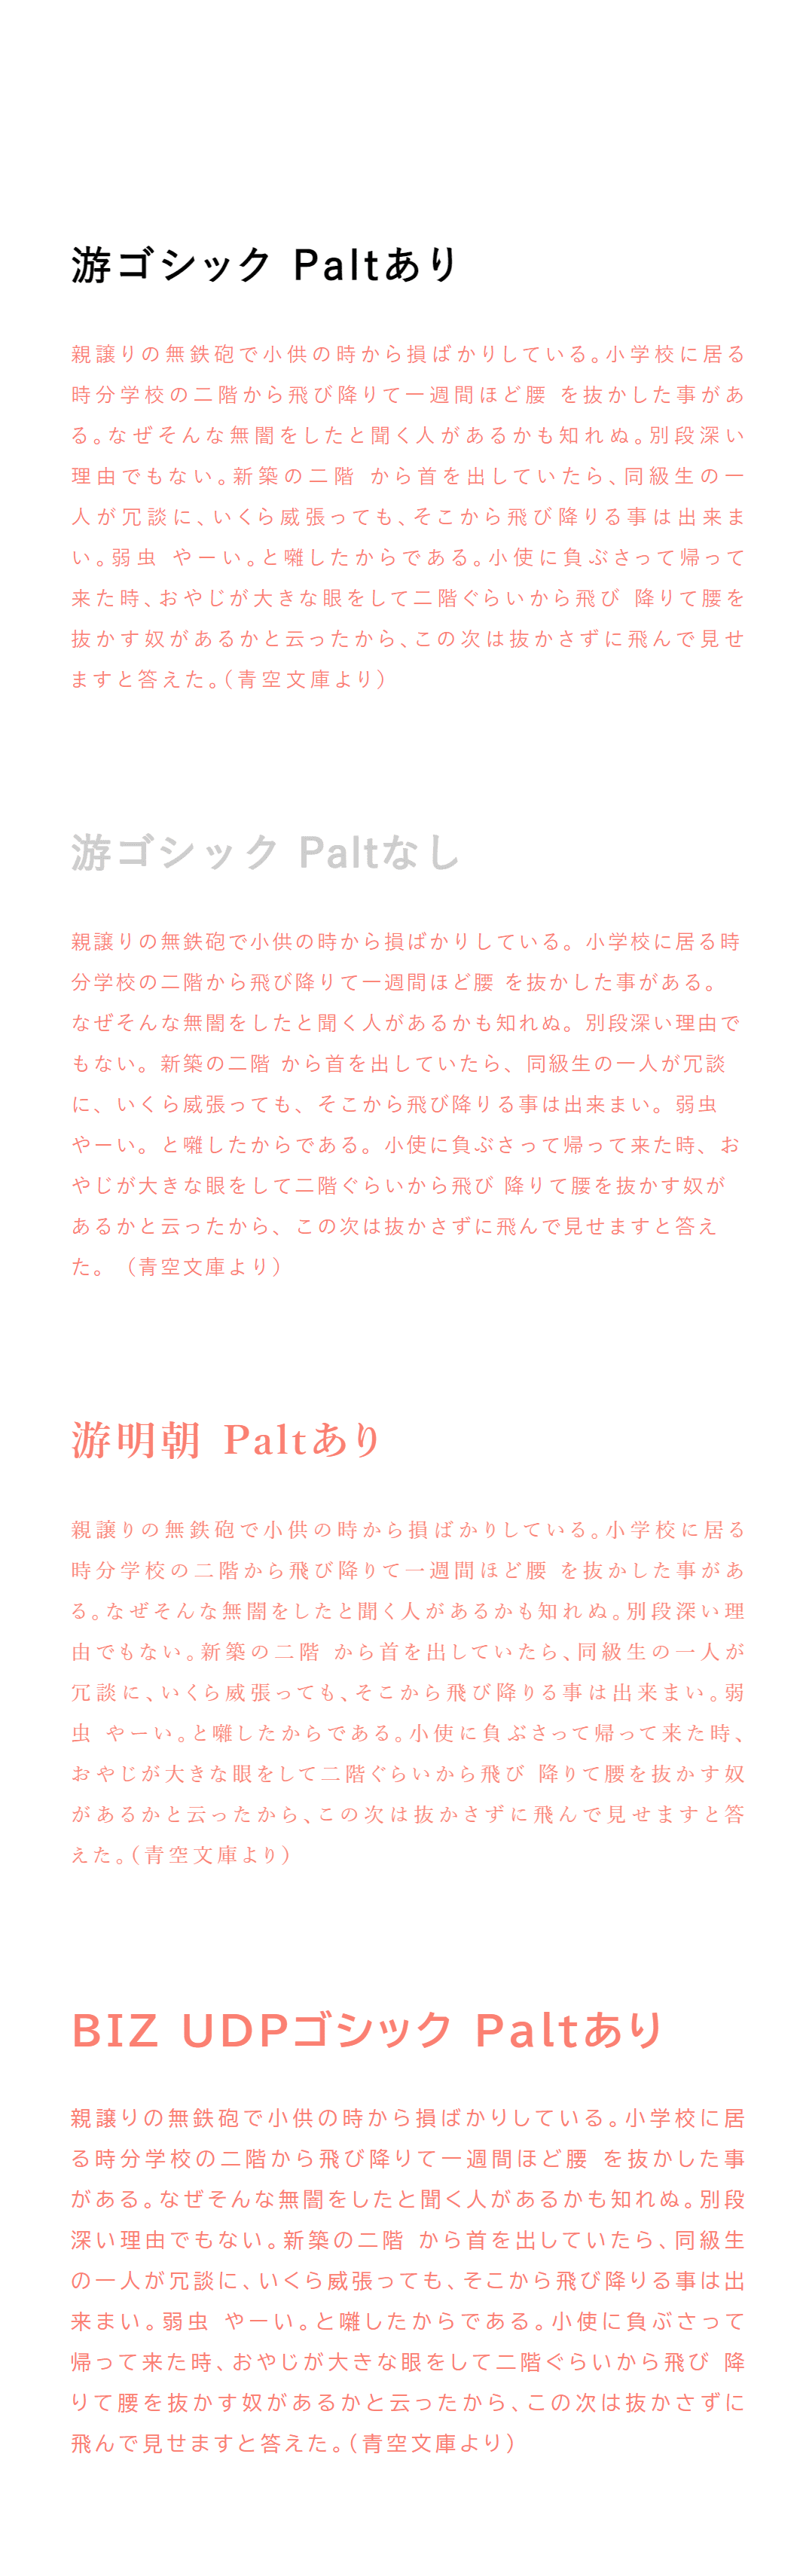 游ゴシック Paltあり
親譲りの無鉄砲で小供の時から損ばかりしている。小学校に居る
時分学校の二階から飛び降りて一週間ほど腰 を抜かした事があ
る。なぜそんな無闇をしたと聞く人があるかも知れぬ。別段深い
理由でもない。新築の二階 から首を出していたら、同級生の一
人が冗談に、いくら威張っても、そこから飛び降りる事は出来ま
い。弱虫 やーい。と囃したからである。小使に負ぶさって帰って
来た時、おやじが大きな眼をして二階ぐらいから飛び 降りて腰を
抜かす奴があるかと云ったから、この次は抜かさずに飛んで見せ
ますと答えた。（青空文庫より）
游ゴシック Paltなし
親譲りの無鉄砲で小供の時から損ばかりしている。小学校に居る時
分学校の二階から飛び降りて一週間ほど腰 を抜かした事がある。
なぜそんな無闇をしたと聞く人があるかも知れぬ。別段深い理由で
もない。新築の二階 から首を出していたら、同級生の一人が冗談
に、いくら威張っても、そこから飛び降りる事は出来まい。弱虫
やーい。と囃したからである。小使に負ぶさって帰って来た時、お
やじが大きな眼をして二階ぐらいから飛び 降りて腰を抜かす奴が
あるかと云ったから、この次は抜かさずに飛んで見せますと答え
た。（青空文庫より）
游明朝 Paltあり
親譲りの無鉄砲で小供の時から損ばかりしている。小学校に居る
時分学校の二階から飛び降りて一週間ほど腰 を抜かした事があ
る。なぜそんな無闇をしたと聞く人があるかも知れぬ。別段深い理
由でもない。新築の二階 から首を出していたら、同級生の一人が
冗談に、いくら威張っても、そこから飛び降りる事は出来まい。弱
虫 やーい。と囃したからである。小使に負ぶさって帰って来た時、
おやじが大きな眼をして二階ぐらいから飛び 降りて腰を抜かす奴
があるかと云ったから、この次は抜かさずに飛んで見せますと答
えた。（青空文庫より）
BIZ UDPゴシック Paltあり
親譲りの無鉄砲で小供の時から損ばかりしている。小学校に居
る時分学校の二階から飛び降りて一週間ほど腰 を抜かした事
がある。なぜそんな無闇をしたと聞く人があるかも知れぬ。別段
深い理由でもない。新築の二階 から首を出していたら、同級生
の一人が冗談に、いくら威張っても、そこから飛び降りる事は出
来まい。弱虫 やーい。と囃したからである。小使に負ぶさって
帰って来た時、おやじが大きな眼をして二階ぐらいから飛び 降
りて腰を抜かす奴があるかと云ったから、この次は抜かさずに
飛んで見せますと答えた。（青空文庫より）